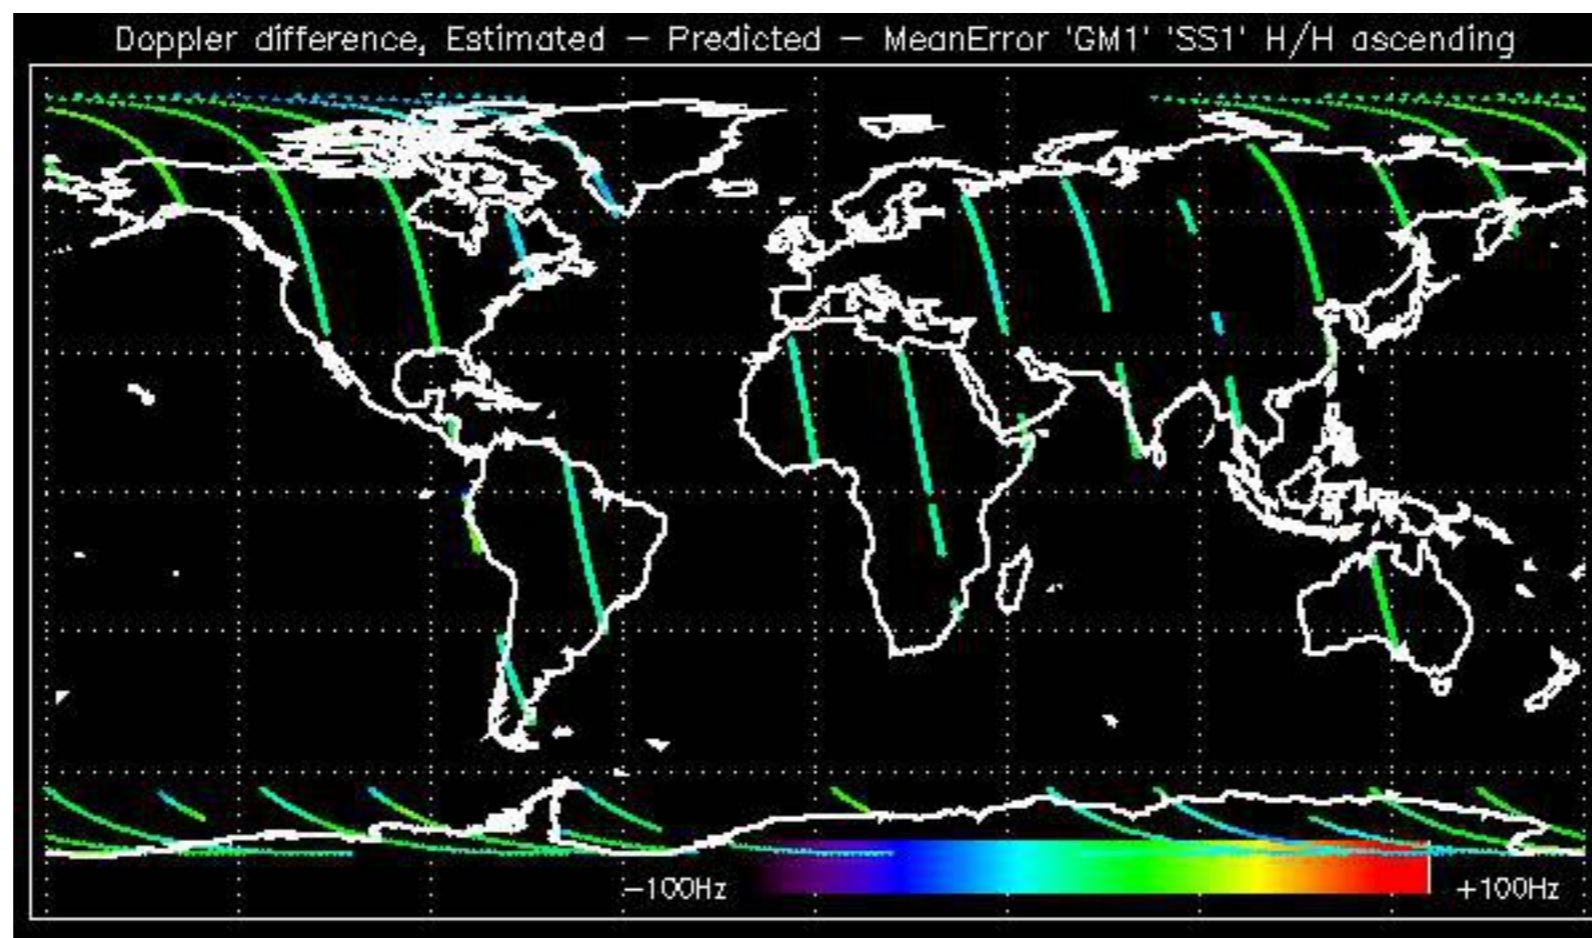 Doppler difference, Estimated – Predicted – MeanError 'GM1' 'SS1' H/H ascending
–100Hz +100Hz